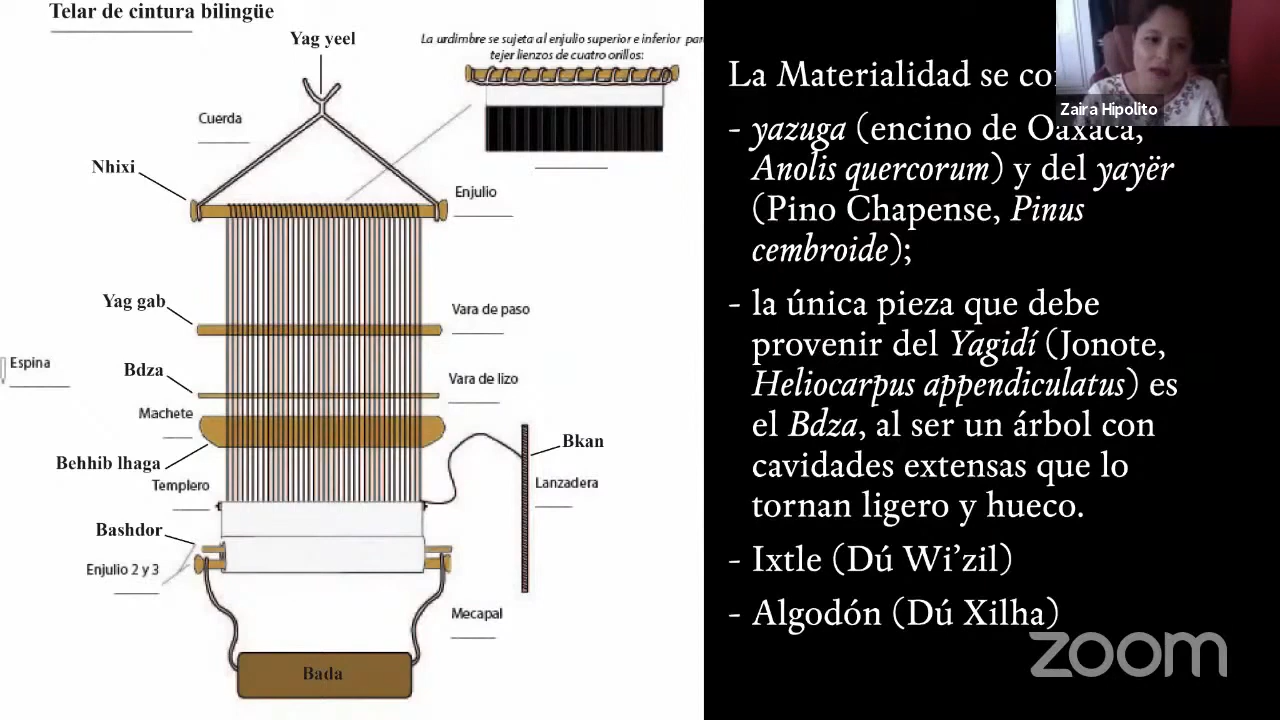 Telar de cintura bilingüe
Yag yeel
La urdimbre se sujeta al enjulio superior e inferior
tejer lienzos de cuatro orillos:
Cuerda
Nhixi
Enjulio
Yag gab
Vara de paso
Espina
Bdza
Vara de lizo
Machete
Behhib lhaga
Bkan
Templero
Lanzadera
Bashdor
Enjulio 2 y 3
Mecapal
Bada
La Materialidad se
- yazuga (encino de Oaxaca,
Anolis quercorum) y del yayër
(Pino Chapense, Pinus
cembroide);
- la única pieza que debe
provenir del Yagidí (Jonote,
Heliocarpus appendiculatus) es
el Bdza, al ser un árbol con
cavidades extensas que lo
tornan ligero y hueco.
- Ixtle (Dú Wi’zil)
- Algodón (Dú Xilha)
Zaira Hipolito
zoom